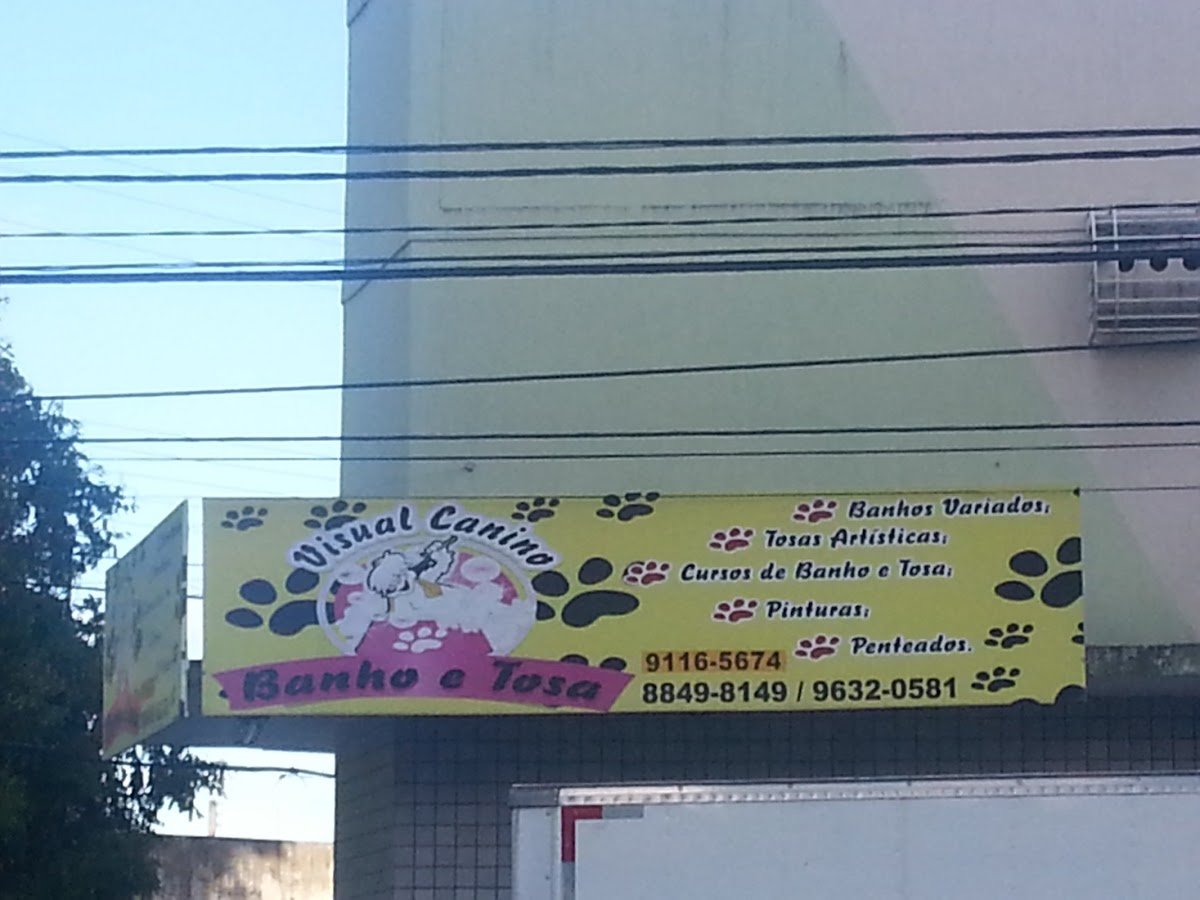 Visual Canino
Banho e Tosa
Banhos Variados;
Tosas Artísticas;
Cursos de Banho e Tosa;
Pinturas;
Penteados.
9116-5674
8849-8149 / 9632-0581